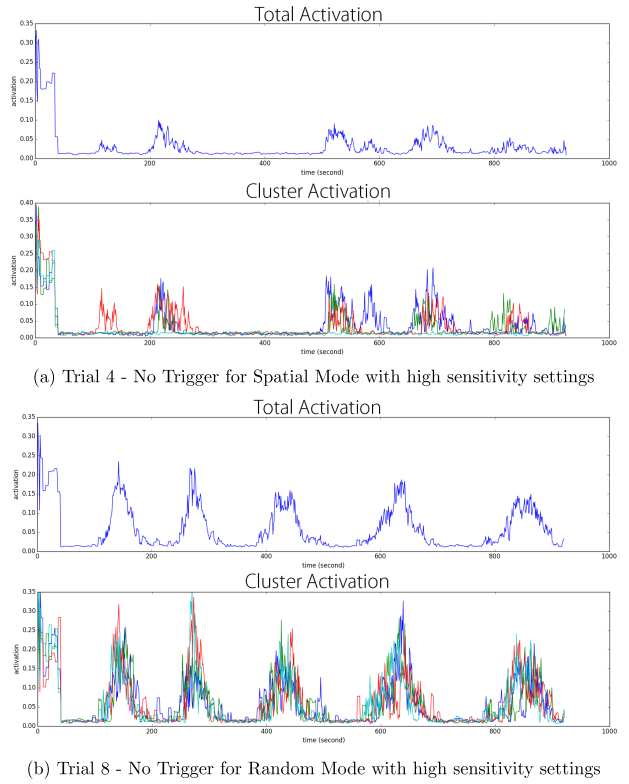 Total Activation
0.35
0.30
0.25
0.20
0.15
0.10
0.05
0.00
activation
0 200 400 600 800 1000
time (second)
Cluster Activation
0.40
0.35
0.30
0.25
0.20
0.15
0.10
0.05
0.00
activation
0 200 400 600 800 1000
time (second)
(a) Trial 4 - No Trigger for Spatial Mode with high sensitivity settings
Total Activation
0.35
0.30
0.25
0.20
0.15
0.10
0.05
0.00
activation
0 200 400 600 800 1000
time (second)
Cluster Activation
0.35
0.30
0.25
0.20
0.15
0.10
0.05
0.00
activation
0 200 400 600 800 1000
time (second)
(b) Trial 8 - No Trigger for Random Mode with high sensitivity settings